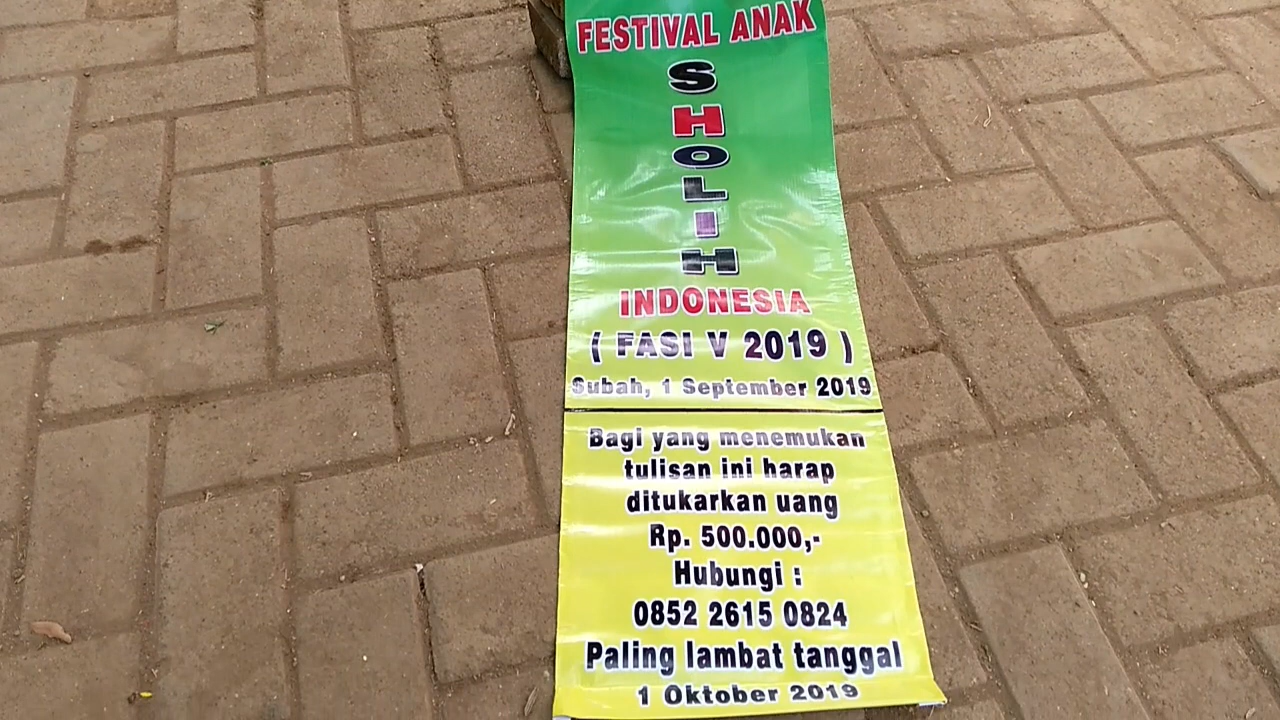 FESTIVAL ANAK
SHOLIH
INDONESIA
( FASI V 2019 )
Subah, 1 September 2019
Bagi yang menemukan
tulisan ini harap
ditukarkan uang
Rp. 500.000,-
Hubungi :
0852 2615 0824
Paling lambat tanggal
1 Oktober 2019